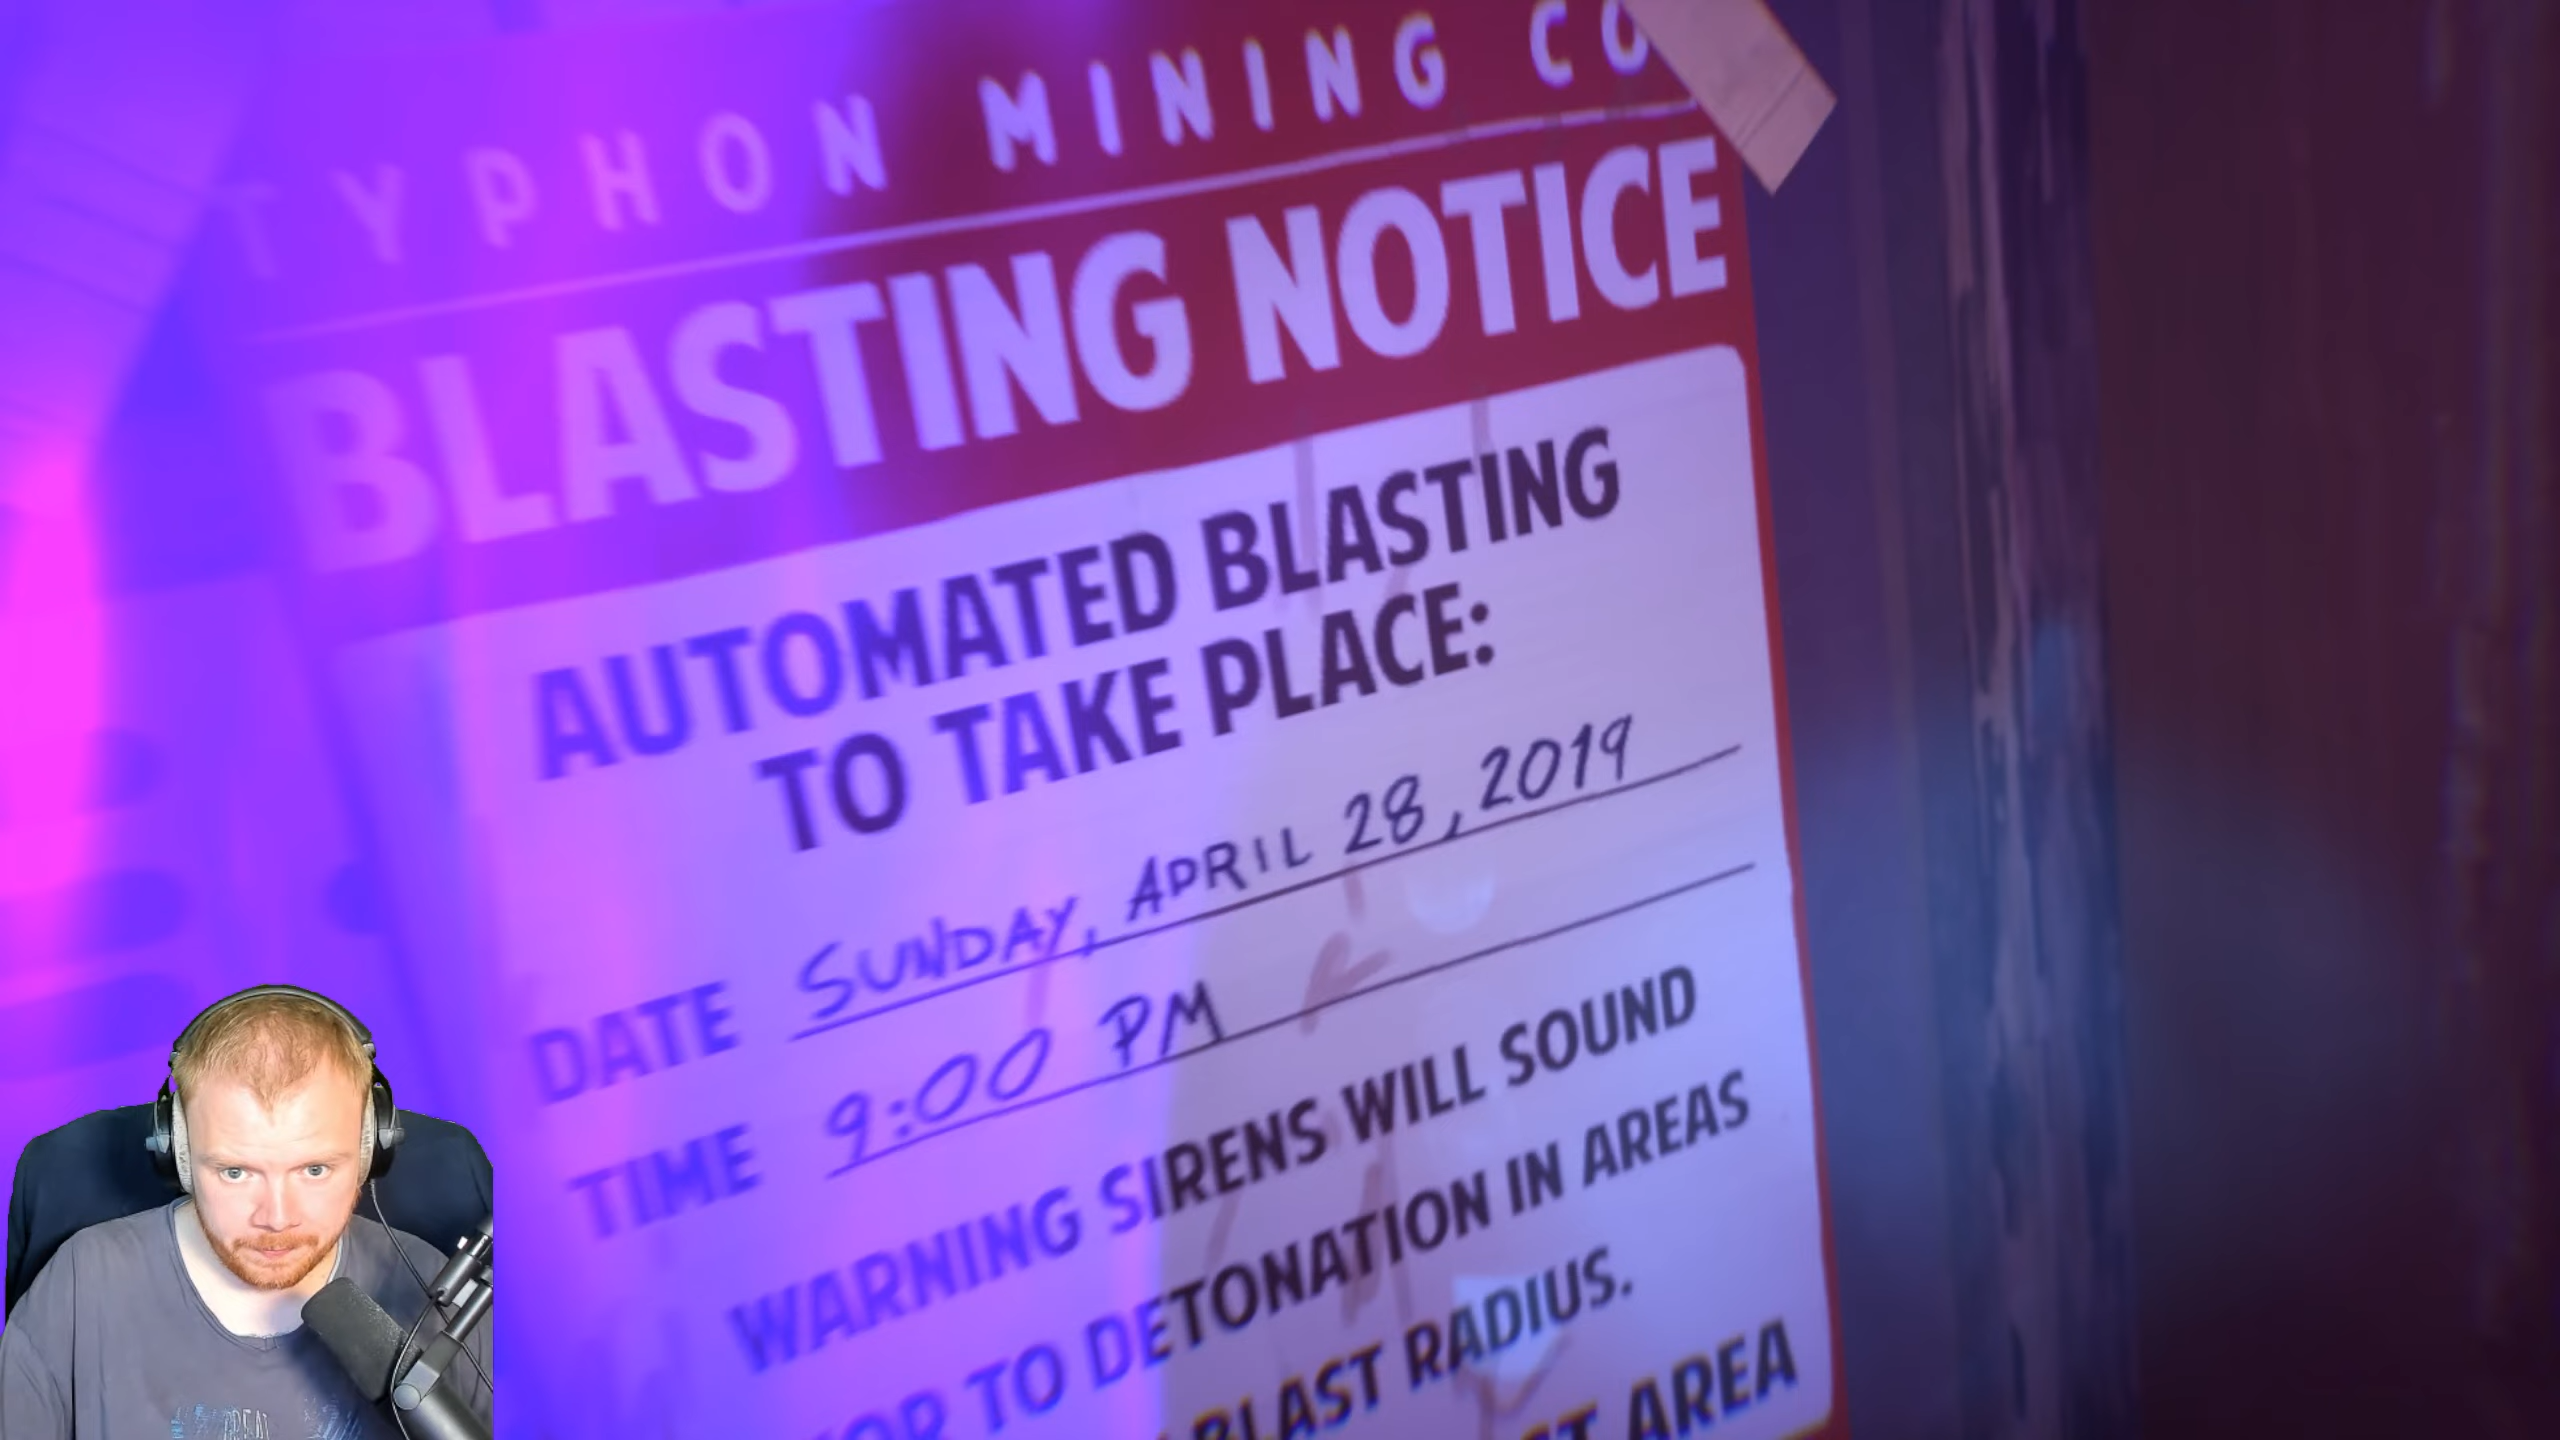 TYPHON MINING CO
BLASTING NOTICE
AUTOMATED BLASTING
TO TAKE PLACE:
DATE SUNDAY, APRIL 28, 2019
TIME 9:00 PM
WARNING SIRENS WILL SOUND
TO DETONATION IN AREAS
BLAST RADIUS.
AREA